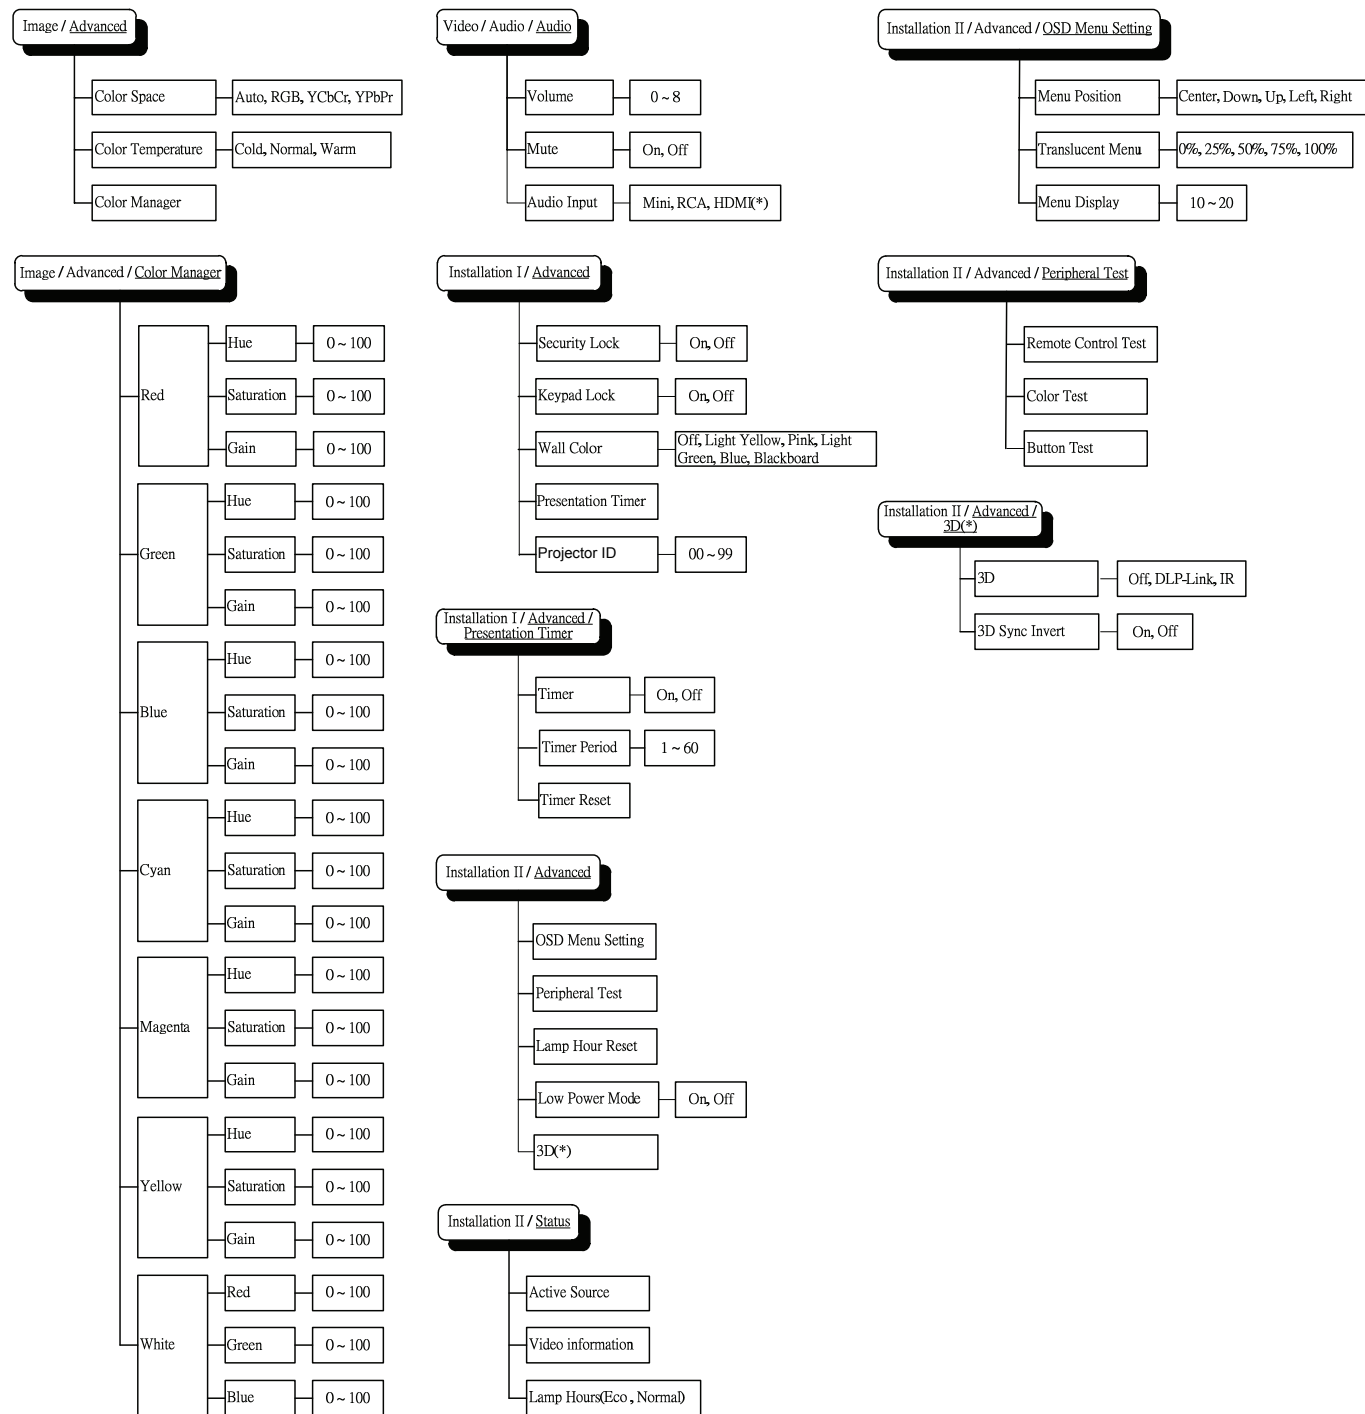 Image / Advanced
Color Space
Auto, RGB, YCbCr, YPbPr
Color Temperature
Cold, Normal, Warm
Color Manager
Image / Advanced / Color Manager
Red
Hue
0 ~ 100
Saturation
0 ~ 100
Gain
0 ~ 100
Green
Hue
0 ~ 100
Saturation
0 ~ 100
Gain
0 ~ 100
Blue
Hue
0 ~ 100
Saturation
0 ~ 100
Gain
0 ~ 100
Cyan
Hue
0 ~ 100
Saturation
0 ~ 100
Gain
0 ~ 100
Magenta
Hue
0 ~ 100
Saturation
0 ~ 100
Gain
0 ~ 100
Yellow
Hue
0 ~ 100
Saturation
0 ~ 100
Gain
0 ~ 100
White
Red
0 ~ 100
Green
0 ~ 100
Blue
0 ~ 100
Video / Audio / Audio
Volume
0 ~ 8
Mute
On, Off
Audio Input
Mini, RCA, HDMI(*)
Installation I / Advanced
Security Lock
On, Off
Keypad Lock
On, Off
Wall Color
Off, Light Yellow, Pink, Light
Green, Blue, Blackboard
Presentation Timer
Projector ID
00 ~ 99
Installation I / Advanced /
Presentation Timer
Timer
On, Off
Timer Period
1 ~ 60
Timer Reset
Installation II / Advanced
OSD Menu Setting
Peripheral Test
Lamp Hour Reset
Low Power Mode
On, Off
3D(*)
Installation II / Status
Active Source
Video information
Lamp Hours(Eco , Normal)
Installation II / Advanced / OSD Menu Setting
Menu Position
Center, Down, Up, Left, Right
Translucent Menu
0%, 25%, 50%, 75%, 100%
Menu Display
10 ~ 20
Installation II / Advanced / Peripheral Test
Remote Control Test
Color Test
Button Test
Installation II / Advanced /
3D(*)
3D
Off, DLP-Link, IR
3D Sync Invert
On, Off